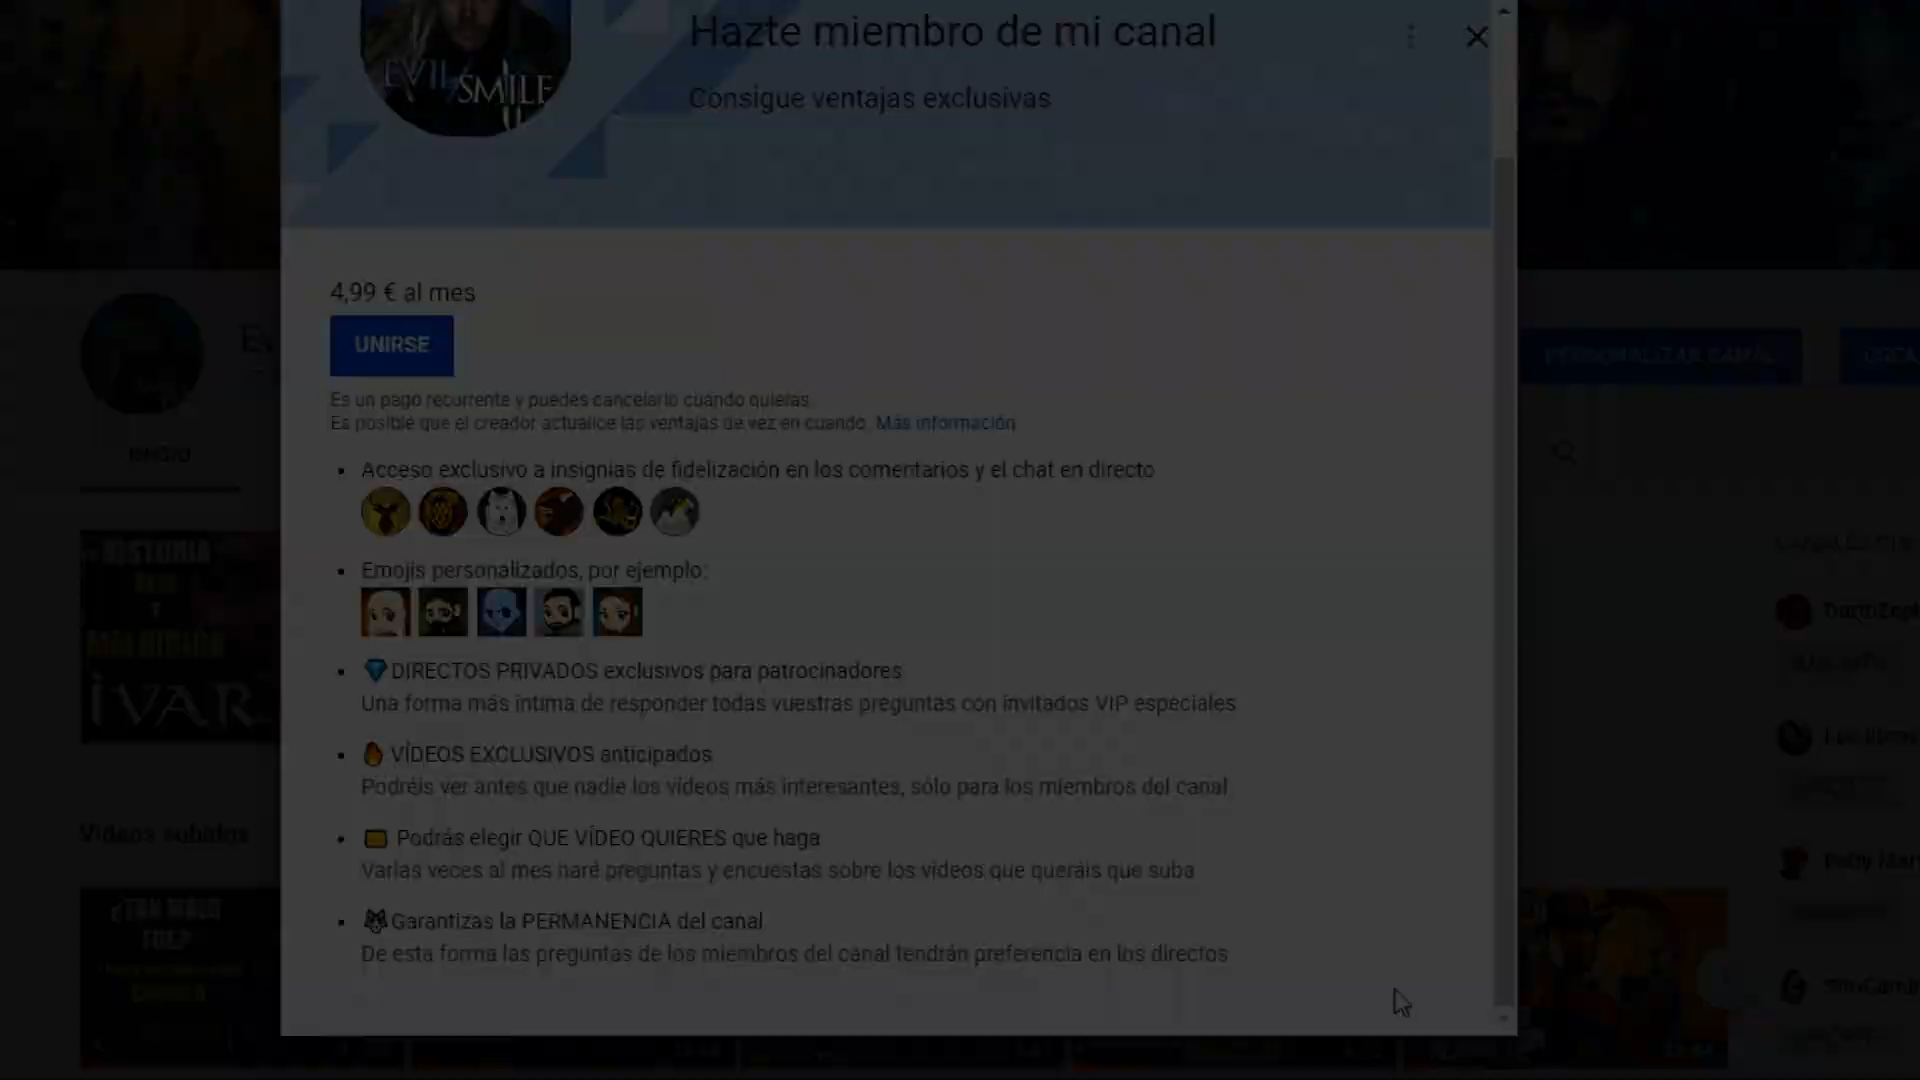 Hazte miembro de mi canal
EVIL SMILE
Consigue ventajas exclusivas
4,99 € al mes
UNIRSE
PERSONALIZAR CANAL
Es un pago recurrente y puedes cancelarlo cuando quieras.
Es posible que el creador actualice las ventajas de vez en cuando. Más información
INICIO
• Acceso exclusivo a insignias de fidelización en los comentarios y el chat en directo
HISTORIA
• Emojis personalizados, por ejemplo:
IVAR
• 💎DIRECTOS PRIVADOS exclusivos para patrocinadores
Una forma más íntima de responder todas vuestras preguntas con invitados VIP especiales
• 🔥 VÍDEOS EXCLUSIVOS anticipados
Podréis ver antes que nadie los vídeos más interesantes, sólo para los miembros del canal
Vídeos subidos
• Podrás elegir QUE VÍDEO QUIERES que haga
Varias veces al mes haré preguntas y encuestas sobre los vídeos que queráis que suba
• 🐺Garantizas la PERMANENCIA del canal
De esta forma las preguntas de los miembros del canal tendrán preferencia en los directos